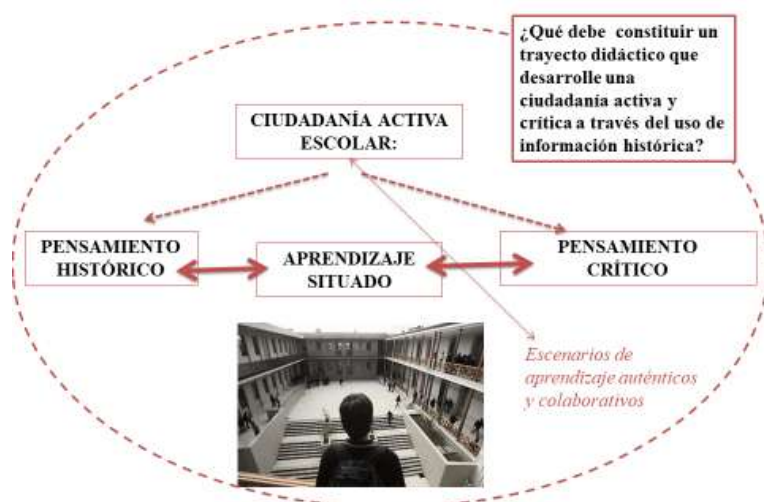 ¿Qué debe constituir un
trayecto didáctico que
desarrolle una
ciudadanía activa y
crítica a través del uso de
información histórica?
CIUDADANÍA ACTIVA
ESCOLAR:
PENSAMIENTO
HISTÓRICO
APRENDIZAJE
SITUADO
PENSAMIENTO
CRÍTICO
Escenarios de
aprendizaje auténticos
y colaborativos